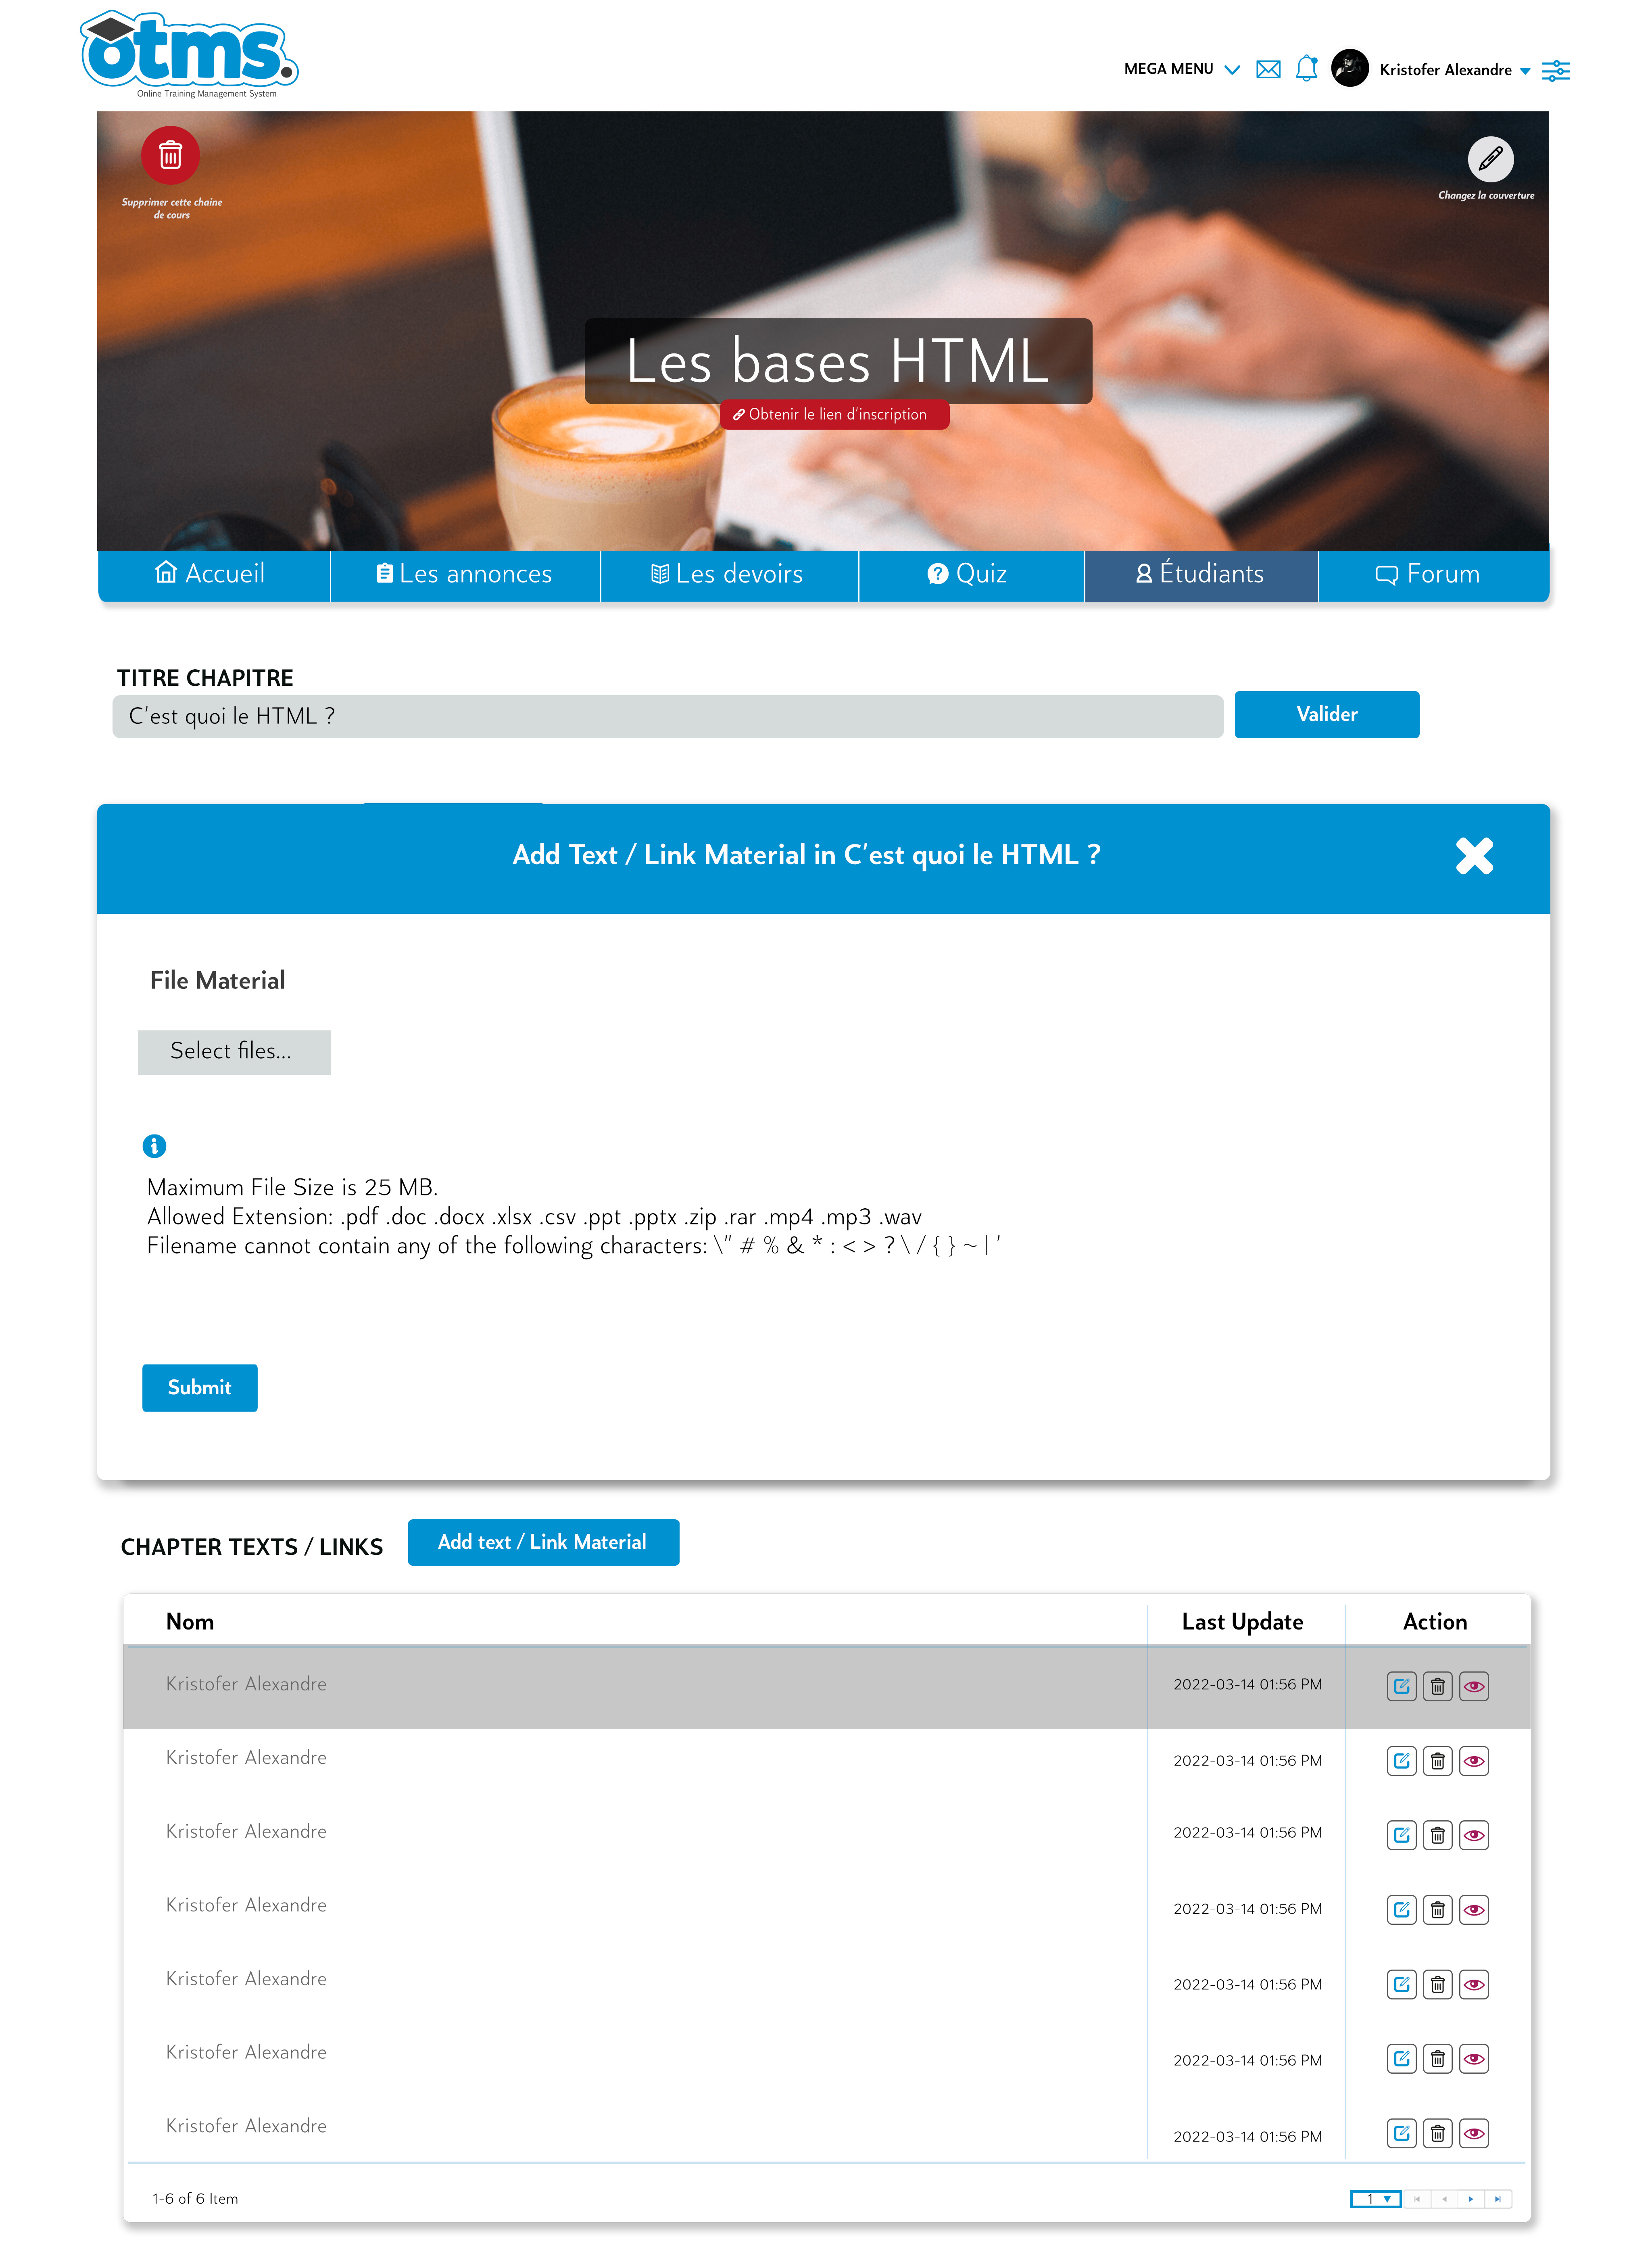 otms.
Online Training Management System
MEGA MENU
Kristofer Alexandre
Supprimer cette chaine
de cours
Changez la couverture
Les bases HTML
Obtenir le lien d'inscription
Accueil
Les annonces
Les devoirs
Quiz
Étudiants
Forum
TITRE CHAPITRE
C'est quoi le HTML ?
Valider
Add Text / Link Material in C'est quoi le HTML ?
File Material
Select files...
Maximum File Size is 25 MB.
Allowed Extension: .pdf .doc .docx .xlsx .csv .ppt .pptx .zip .rar .mp4 .mp3 .wav
Filename cannot contain any of the following characters: \" # % & * : < > ? \ / { } ~ | '
Submit
CHAPTER TEXTS / LINKS
Add text / Link Material
Nom Last Update Action
Kristofer Alexandre 2022-03-14 01:56 PM
Kristofer Alexandre 2022-03-14 01:56 PM
Kristofer Alexandre 2022-03-14 01:56 PM
Kristofer Alexandre 2022-03-14 01:56 PM
Kristofer Alexandre 2022-03-14 01:56 PM
Kristofer Alexandre 2022-03-14 01:56 PM
Kristofer Alexandre 2022-03-14 01:56 PM
1-6 of 6 Item 1